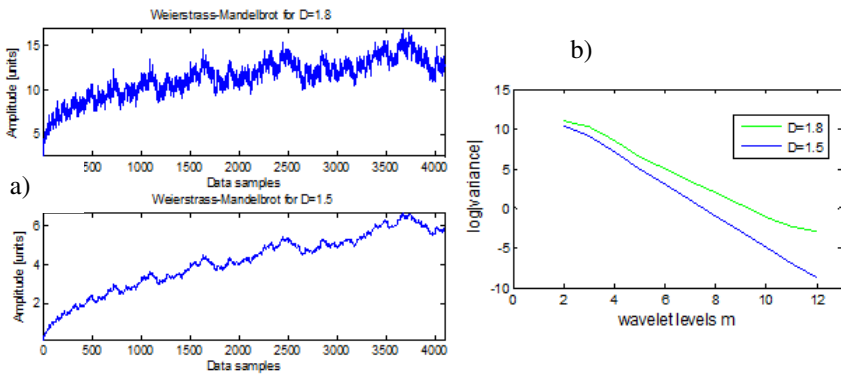 a)
Weierstrass-Mandelbrot for D=1.8
Amplitude [units]
15
10
5
500 1000 1500 2000 2500 3000 3500 4000
Data samples
Weierstrass-Mandelbrot for D=1.5
Amplitude [units]
6
4
2
0 500 1000 1500 2000 2500 3000 3500 4000
Data samples
b)
log|variance|
15
10
5
0
-5
-10
0 2 4 6 8 10 12
wavelet levels m
D=1.8
D=1.5